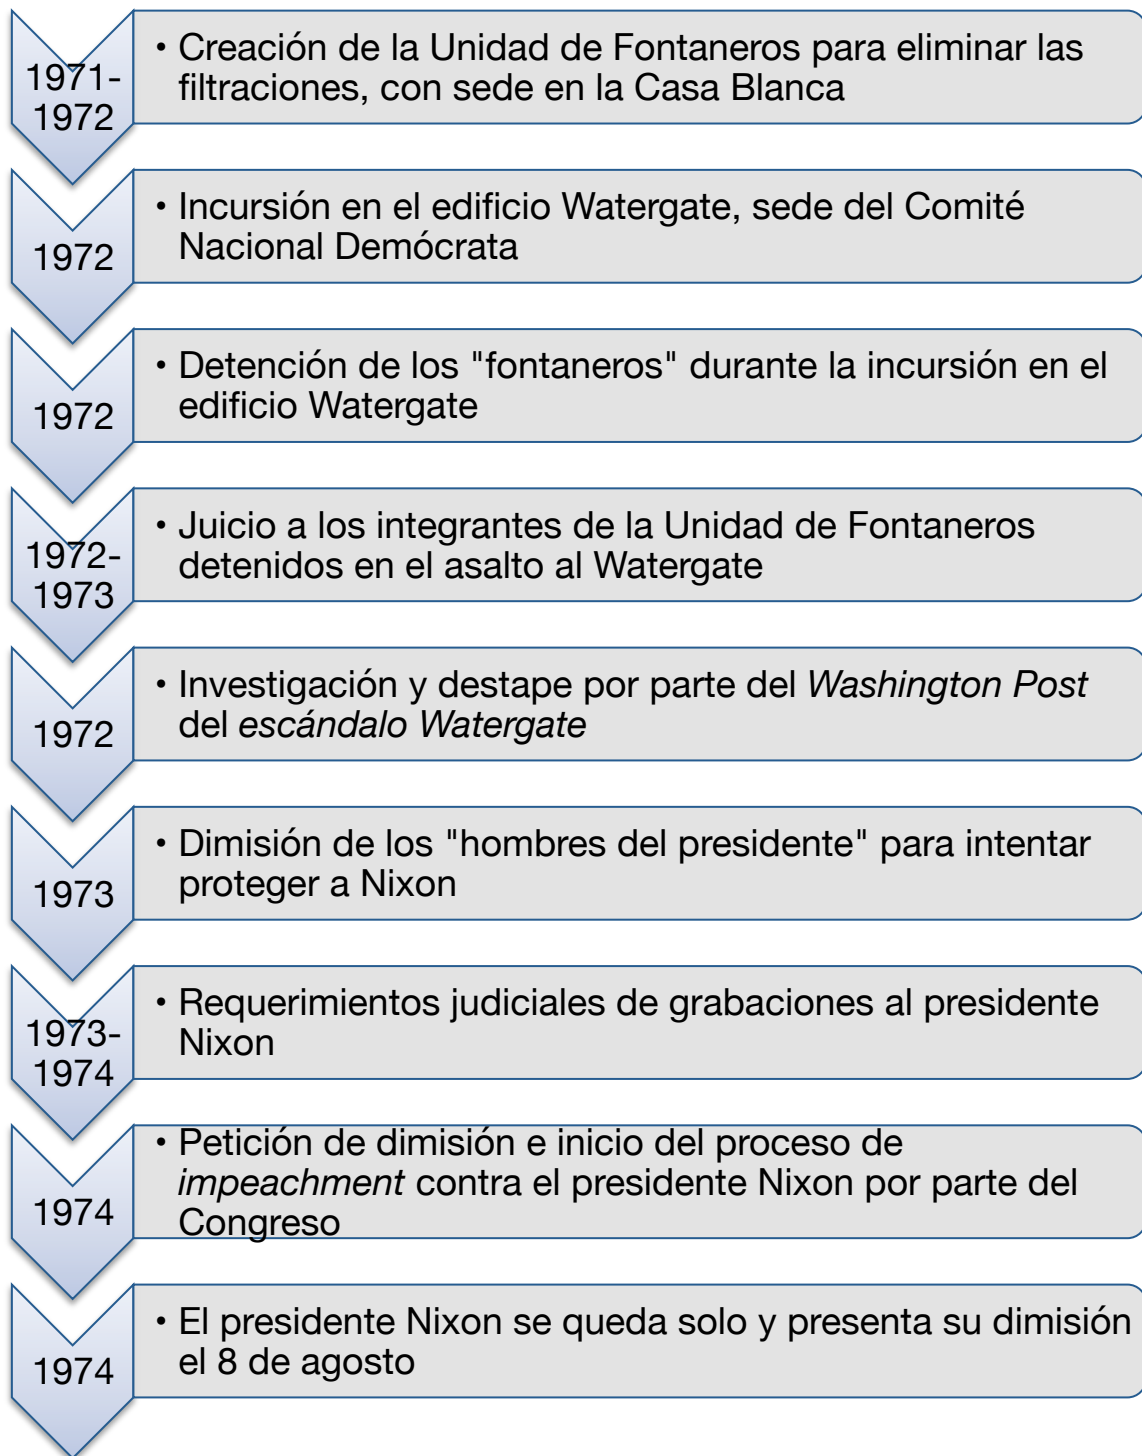 1971-
1972
• Creación de la Unidad de Fontaneros para eliminar las
filtraciones, con sede en la Casa Blanca
1972
• Incursión en el edificio Watergate, sede del Comité
Nacional Demócrata
1972
• Detención de los "fontaneros" durante la incursión en el
edificio Watergate
1972-
1973
• Juicio a los integrantes de la Unidad de Fontaneros
detenidos en el asalto al Watergate
1972
• Investigación y destape por parte del Washington Post
del escándalo Watergate
1973
• Dimisión de los "hombres del presidente" para intentar
proteger a Nixon
1973-
1974
• Requerimientos judiciales de grabaciones al presidente
Nixon
1974
• Petición de dimisión e inicio del proceso de
impeachment contra el presidente Nixon por parte del
Congreso
1974
• El presidente Nixon se queda solo y presenta su dimisión
el 8 de agosto